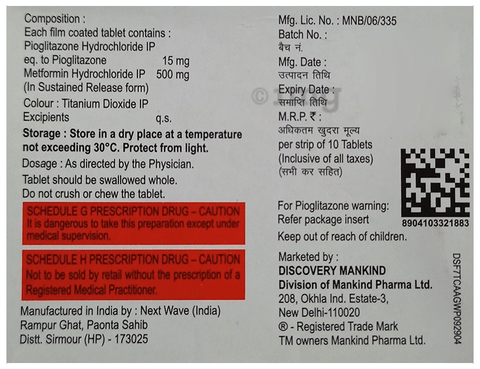 Composition :
Each film coated tablet contains :
Pioglitazone Hydrochloride IP
eq. to Pioglitazone 15 mg
Metformin Hydrochloride IP 500 mg
(In Sustained Release form)
Colour : Titanium Dioxide IP
Excipients q.s.
Storage : Store in a dry place at a temperature
not exceeding 30°C. Protect from light.
Dosage : As directed by the Physician.
Tablet should be swallowed whole.
Do not crush or chew the tablet.
SCHEDULE G PRESCRIPTION DRUG – CAUTION
It is dangerous to take this preparation except under
medical supervision.
SCHEDULE H PRESCRIPTION DRUG – CAUTION
Not to be sold by retail without the prescription of a
Registered Medical Practitioner.
Manufactured in India by : Next Wave (India)
Rampur Ghat, Paonta Sahib
Distt. Sirmour (HP) - 173025
Mfg. Lic. No. : MNB/06/335
Batch No. :
बैच नं.
Mfg. Date :
उत्पादन तिथि
Expiry Date :
समाप्ति तिथि
M.R.P. ₹ :
अधिकतम खुदरा मूल्य
per strip of 10 Tablets
(Inclusive of all taxes)
(सभी कर सहित)
8904103321883
For Pioglitazone warning:
Refer package insert
Keep out of reach of children.
Marketed by :
DISCOVERY MANKIND
Division of Mankind Pharma Ltd.
208, Okhla Ind. Estate-3,
New Delhi-110020
® - Registered Trade Mark
TM owners Mankind Pharma Ltd.